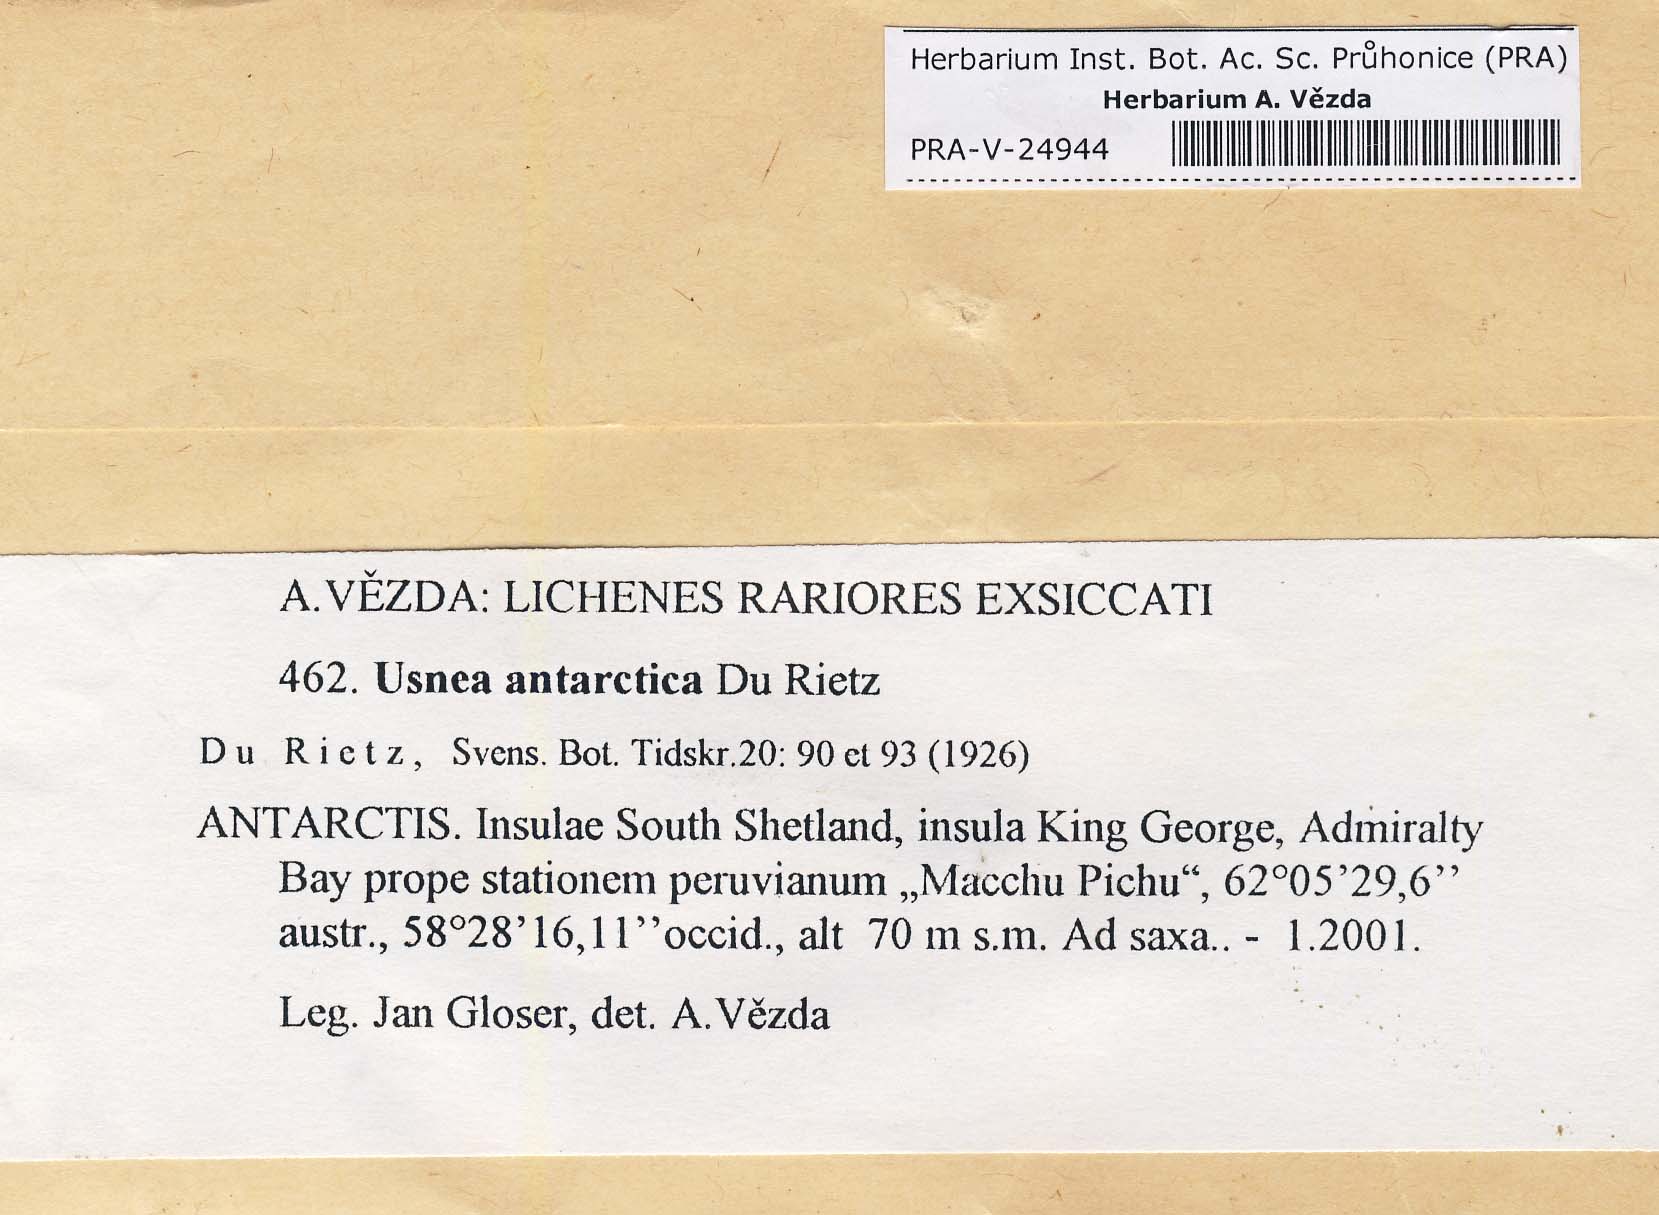 Herbarium Inst. Bot. Ac. Sc. Průhonice (PRA)
Herbarium A. Vězda
PRA-V-24944
A.VĚZDA: LICHENES RARIORES EXSICCATI
462. Usnea antarctica Du Rietz
Du Rietz, Svens. Bot. Tidskr.20: 90 et 93 (1926)
ANTARCTIS. Insulae South Shetland, insula King George, Admiralty
Bay prope stationem peruvianum „Macchu Pichu“, 62°05’29,6’’
austr., 58°28’16,11’’occid., alt 70 m s.m. Ad saxa.. - 1.2001.
Leg. Jan Gloser, det. A.Vězda